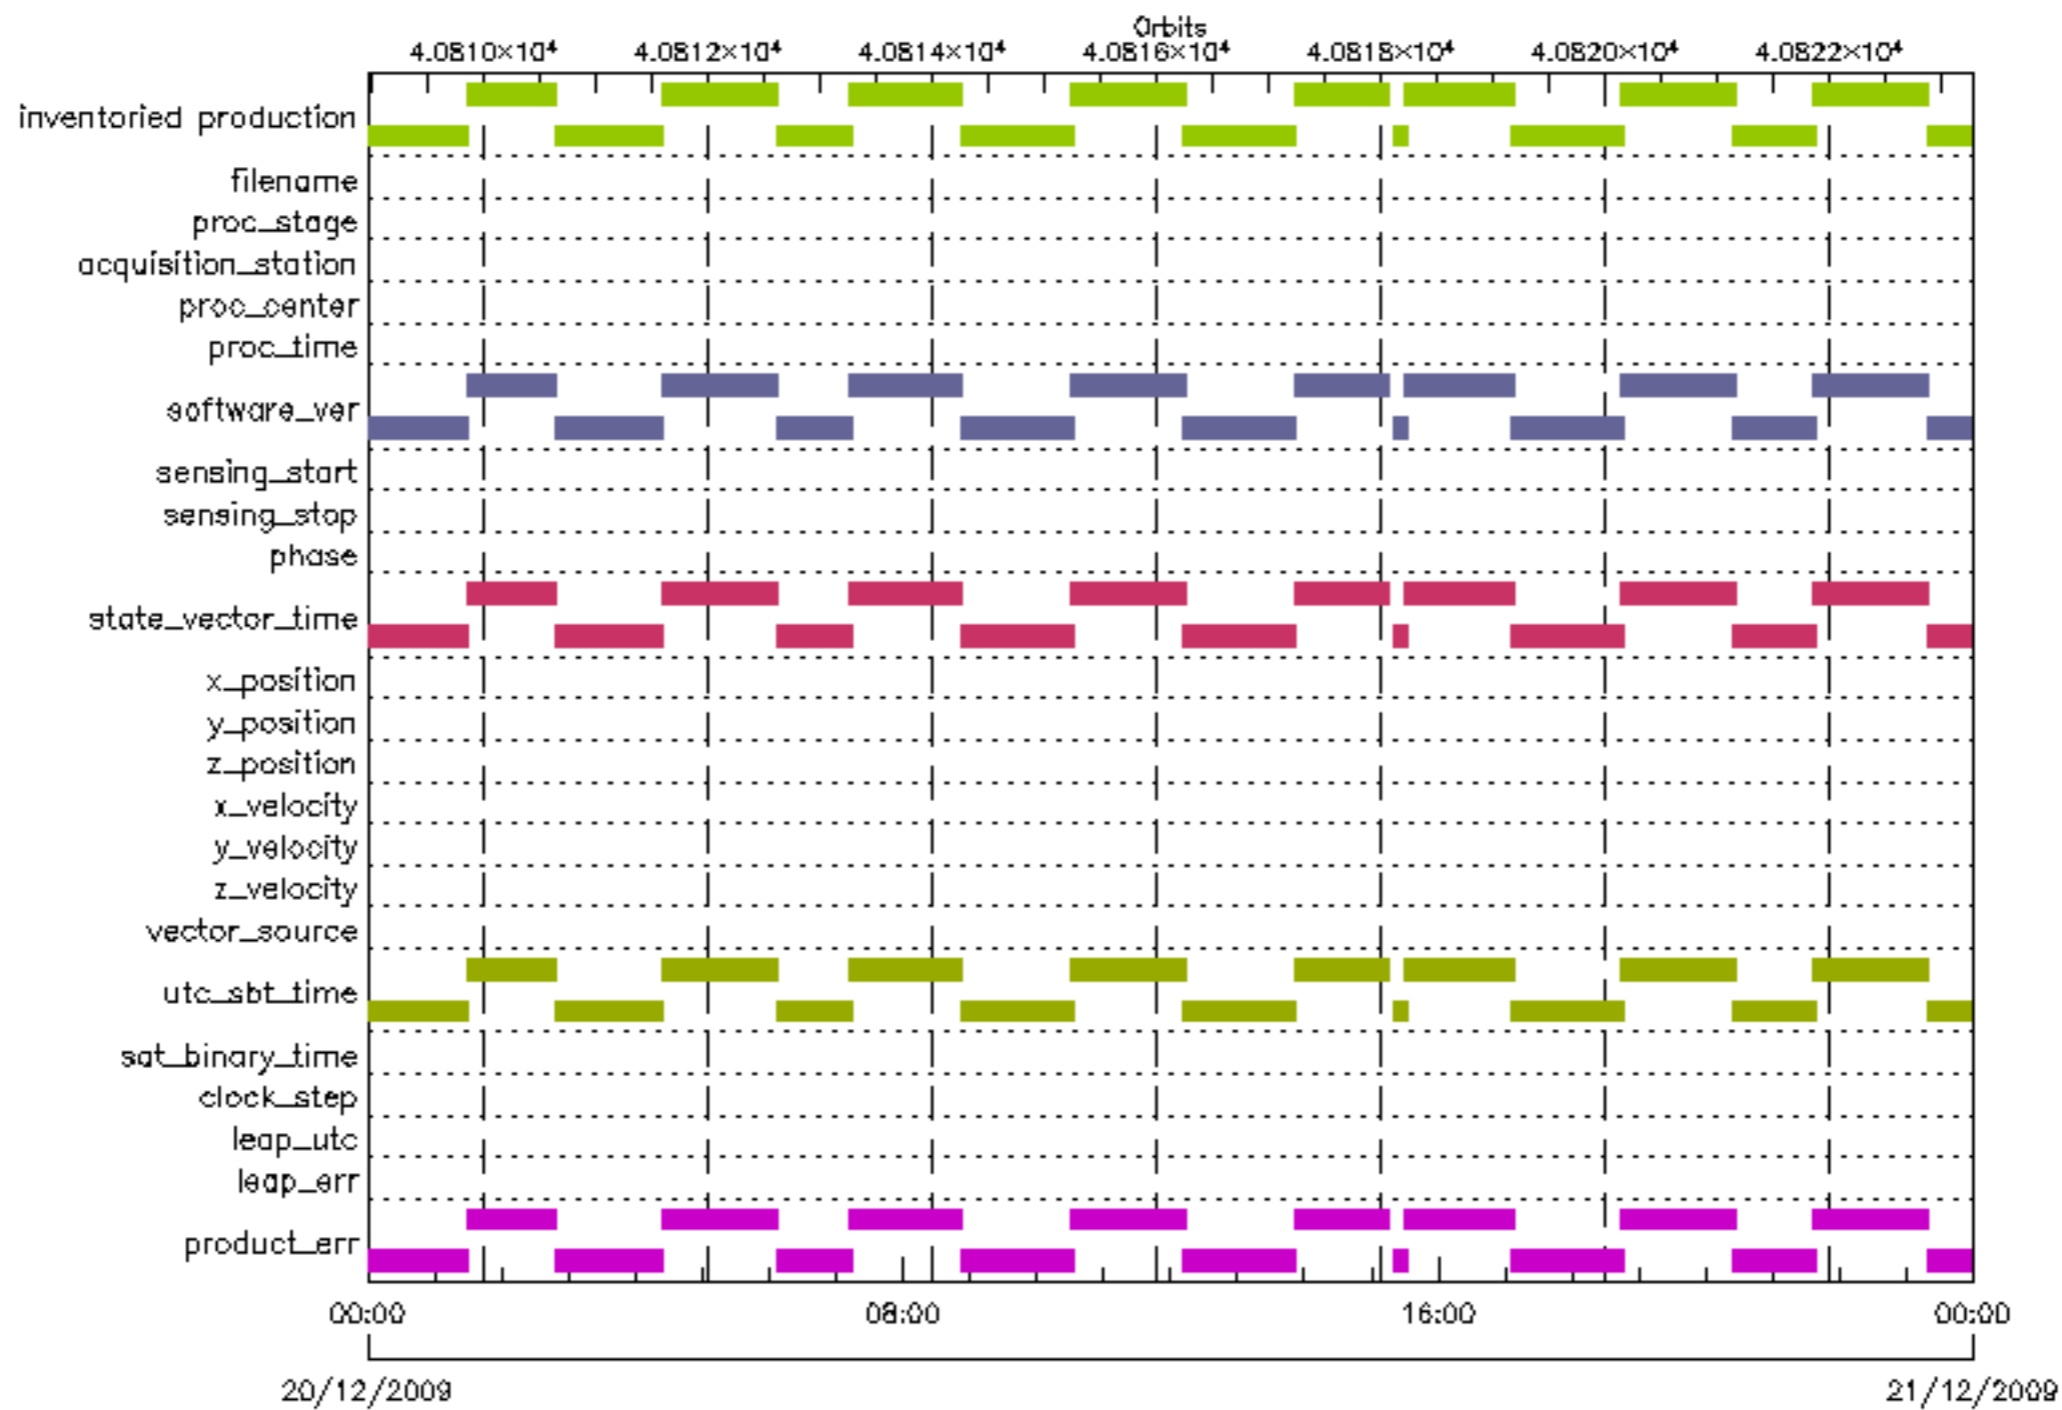 Orbits
4.0810×10⁴ 4.0812×10⁴ 4.0814×10⁴ 4.0816×10⁴ 4.0818×10⁴ 4.0820×10⁴ 4.0822×10⁴
inventoried production
filename
proc_stage
acquisition_station
proc_center
proc_time
software_ver
sensing_start
sensing_stop
phase
state_vector_time
x_position
y_position
z_position
x_velocity
y_velocity
z_velocity
vector_source
utc_sbt_time
sat_binary_time
clock_step
leap_utc
leap_err
product_err
00:00 08:00 16:00 00:00
20/12/2009 21/12/2009